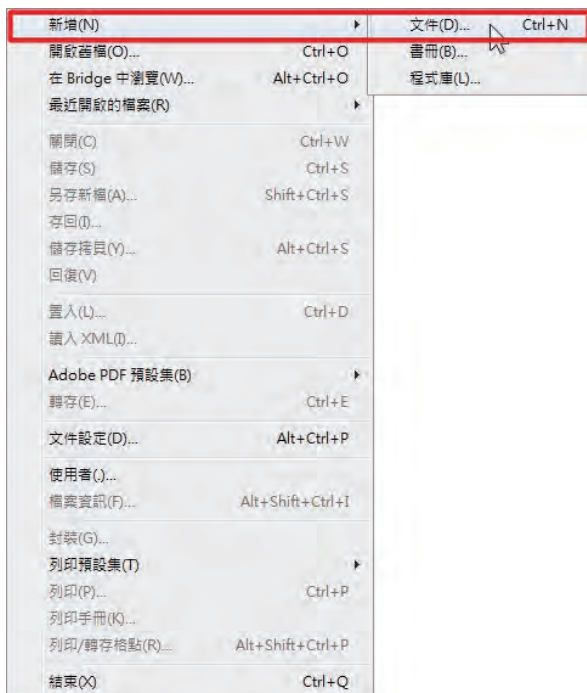 新增(N)
文件(D)... Ctrl+N
開啟舊檔(O)... Ctrl+O
書冊(B)...
在 Bridge 中瀏覽(W)... Alt+Ctrl+O
程式庫(L)...
最近開啟的檔案(R)
關閉(C) Ctrl+W
儲存(S) Ctrl+S
另存新檔(A)... Shift+Ctrl+S
存回(I)...
儲存拷貝(Y)... Alt+Ctrl+S
回復(V)
置入(L)... Ctrl+D
讀入 XML(I)...
Adobe PDF 預設集(B)
轉存(E)... Ctrl+E
文件設定(D)... Alt+Ctrl+P
使用者(.)...
檔案資訊(F)... Alt+Shift+Ctrl+I
封裝(G)...
列印預設集(T)
列印(P)... Ctrl+P
列印手冊(K)...
列印/轉存格點(R)... Alt+Shift+Ctrl+P
結束(X) Ctrl+Q